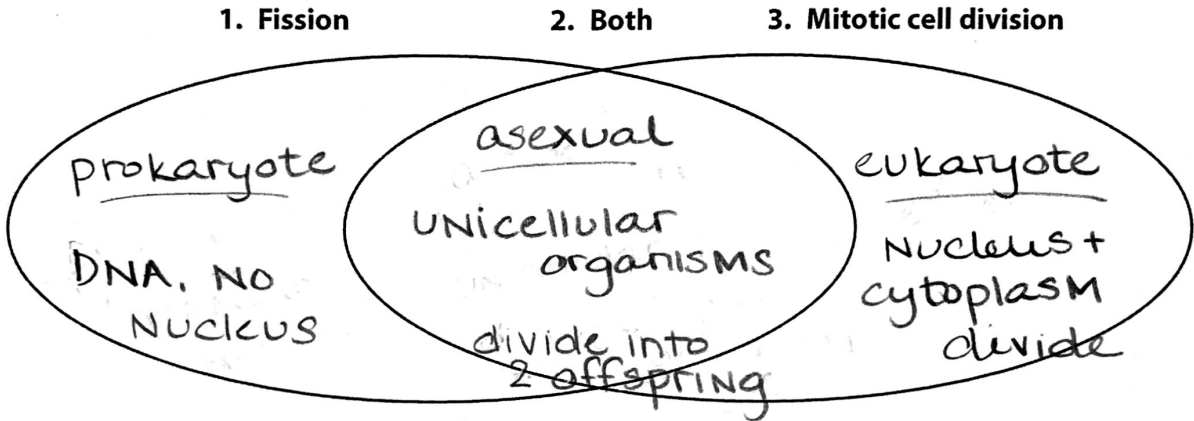 1. Fission
2. Both
3. Mitotic cell division
prokaryote
DNA, NO
Nucleus
asexual
UNicellular
organisms
divide into
2 offspring
eukaryote
Nucleus +
cytoplasm
divide